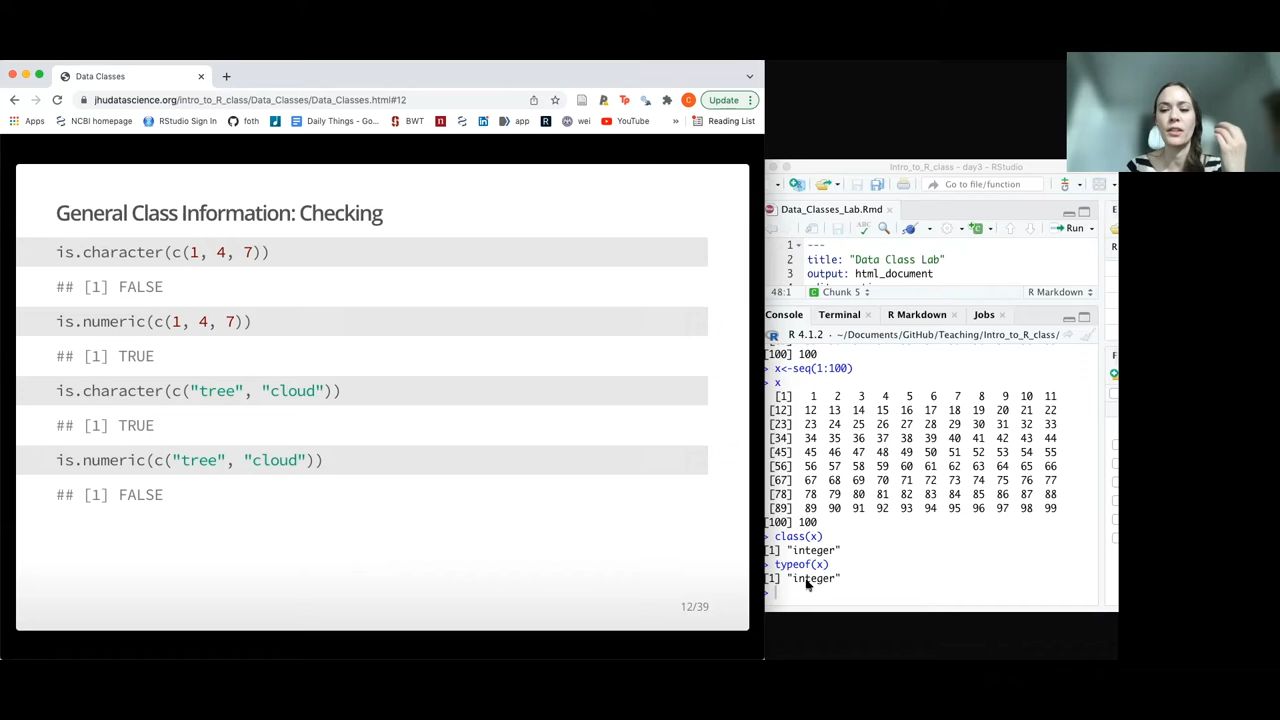 Data Classes
jhudatascience.org/intro_to_R_class/Data_Classes/Data_Classes.html#12
Update
Apps NCBI homepage RStudio Sign In foth Daily Things - Go... BWT app wei YouTube » Reading List
General Class Information: Checking
is.character(c(1, 4, 7))
## [1] FALSE
is.numeric(c(1, 4, 7))
## [1] TRUE
is.character(c("tree", "cloud"))
## [1] TRUE
is.numeric(c("tree", "cloud"))
## [1] FALSE
12/39
Intro_to_R_class - day3 - RStudio
Go to file/function
Data_Classes_Lab.Rmd
Run
1 ---
2 title: "Data Class Lab"
3 output: html_document
48:1 Chunk 5 R Markdown
Console Terminal R Markdown Jobs
R 4.1.2 · ~/Documents/GitHub/Teaching/Intro_to_R_class/
[100] 100
> x<-seq(1:100)
> x
[1] 1 2 3 4 5 6 7 8 9 10 11
[12] 12 13 14 15 16 17 18 19 20 21 22
[23] 23 24 25 26 27 28 29 30 31 32 33
[34] 34 35 36 37 38 39 40 41 42 43 44
[45] 45 46 47 48 49 50 51 52 53 54 55
[56] 56 57 58 59 60 61 62 63 64 65 66
[67] 67 68 69 70 71 72 73 74 75 76 77
[78] 78 79 80 81 82 83 84 85 86 87 88
[89] 89 90 91 92 93 94 95 96 97 98 99
[100] 100
> class(x)
[1] "integer"
> typeof(x)
[1] "integer"
>